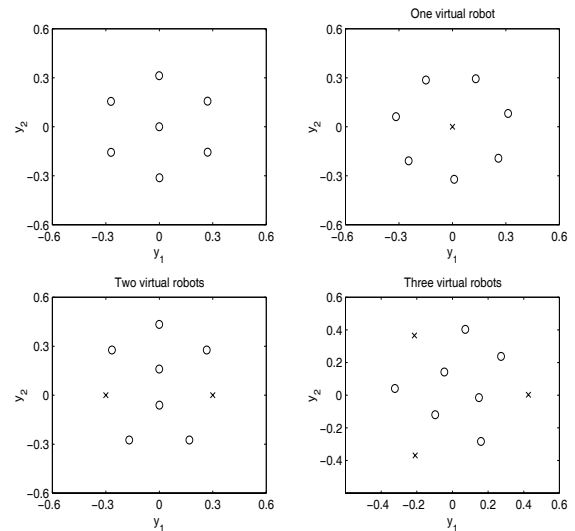 0.6
0.3
0
−0.3
−0.6
y2
−0.6 −0.3 0 0.3 0.6
y1
One virtual robot
0.6
0.3
0
−0.3
−0.6
y2
−0.6 −0.3 0 0.3 0.6
y1
Two virtual robots
0.6
0.3
0
−0.3
−0.6
y2
−0.6 −0.3 0 0.3 0.6
y1
Three virtual robots
0.6
0.4
0.2
0
−0.2
−0.4
y2
−0.4 −0.2 0 0.2 0.4 0.6
y1